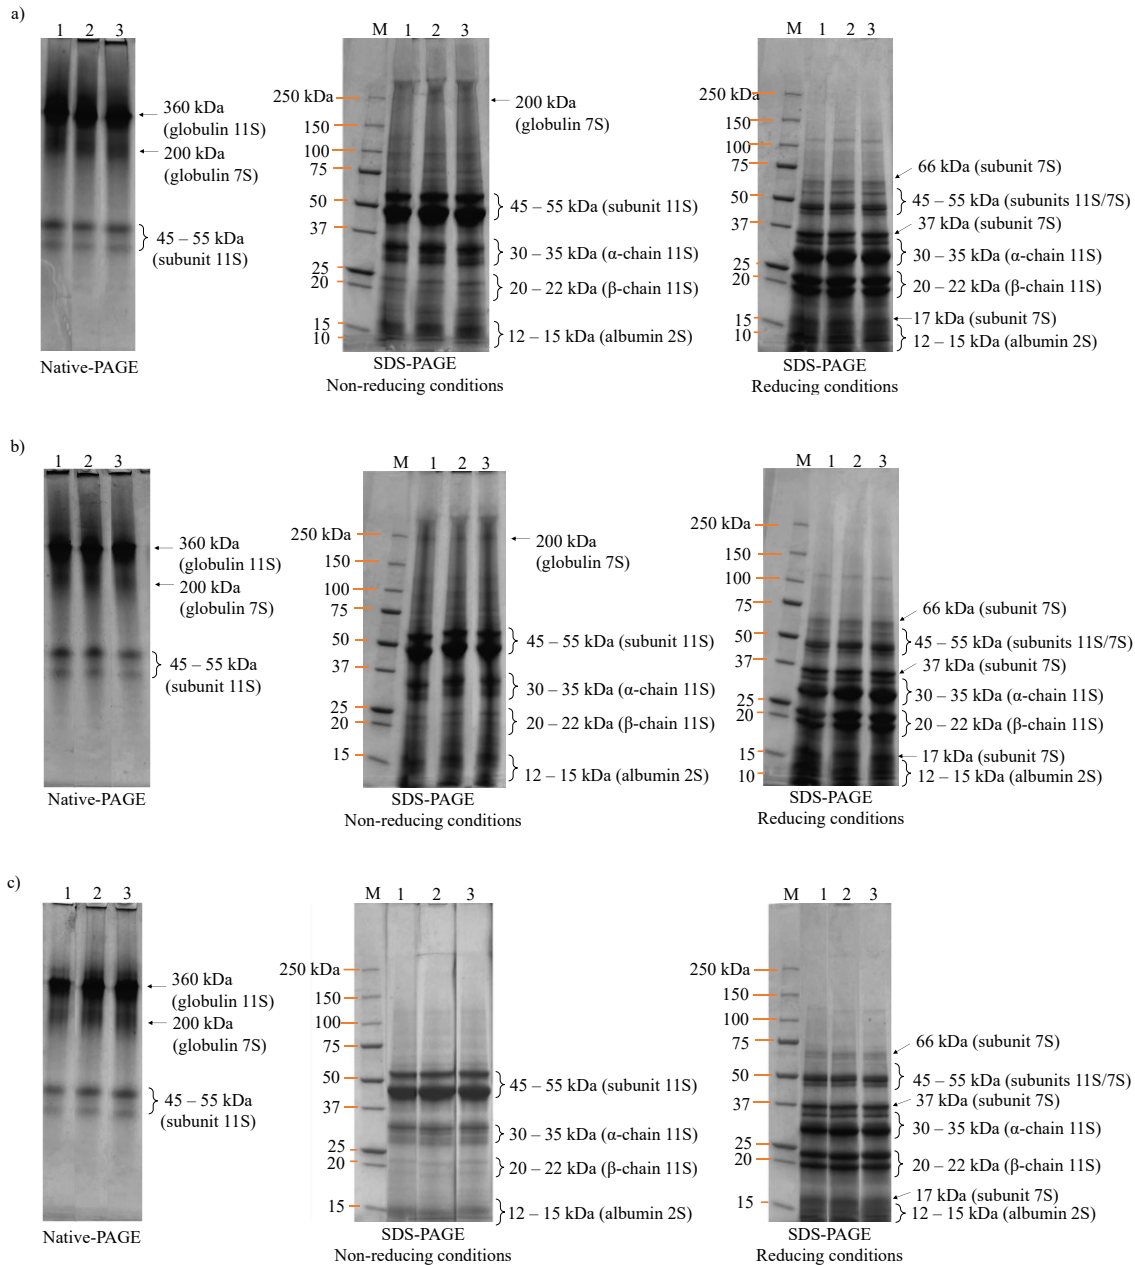 a)
1 2 3
360 kDa
(globulin 11S)
200 kDa
(globulin 7S)
45 – 55 kDa
(subunit 11S)
Native-PAGE
M 1 2 3
250 kDa
150
100
75
50
37
25
20
15
10
200 kDa
(globulin 7S)
45 – 55 kDa (subunit 11S)
30 – 35 kDa (α-chain 11S)
20 – 22 kDa (β-chain 11S)
12 – 15 kDa (albumin 2S)
SDS-PAGE
Non-reducing conditions
M 1 2 3
250 kDa
150
100
75
50
37
25
20
15
10
66 kDa (subunit 7S)
45 – 55 kDa (subunits 11S/7S)
37 kDa (subunit 7S)
30 – 35 kDa (α-chain 11S)
20 – 22 kDa (β-chain 11S)
17 kDa (subunit 7S)
12 – 15 kDa (albumin 2S)
SDS-PAGE
Reducing conditions
b)
1 2 3
360 kDa
(globulin 11S)
200 kDa
(globulin 7S)
45 – 55 kDa
(subunit 11S)
Native-PAGE
M 1 2 3
250 kDa
150
100
75
50
37
25
20
15
200 kDa
(globulin 7S)
45 – 55 kDa (subunit 11S)
30 – 35 kDa (α-chain 11S)
20 – 22 kDa (β-chain 11S)
12 – 15 kDa (albumin 2S)
SDS-PAGE
Non-reducing conditions
M 1 2 3
250 kDa
150
100
75
50
37
25
20
15
10
66 kDa (subunit 7S)
45 – 55 kDa (subunits 11S/7S)
37 kDa (subunit 7S)
30 – 35 kDa (α-chain 11S)
20 – 22 kDa (β-chain 11S)
17 kDa (subunit 7S)
12 – 15 kDa (albumin 2S)
SDS-PAGE
Reducing conditions
c)
1 2 3
360 kDa
(globulin 11S)
200 kDa
(globulin 7S)
45 – 55 kDa
(subunit 11S)
Native-PAGE
M 1 2 3
250 kDa
150
100
75
50
37
25
20
15
45 – 55 kDa (subunit 11S)
30 – 35 kDa (α-chain 11S)
20 – 22 kDa (β-chain 11S)
12 – 15 kDa (albumin 2S)
SDS-PAGE
Non-reducing conditions
M 1 2 3
250 kDa
150
100
75
50
37
25
20
15
66 kDa (subunit 7S)
45 – 55 kDa (subunits 11S/7S)
37 kDa (subunit 7S)
30 – 35 kDa (α-chain 11S)
20 – 22 kDa (β-chain 11S)
17 kDa (subunit 7S)
12 – 15 kDa (albumin 2S)
SDS-PAGE
Reducing conditions